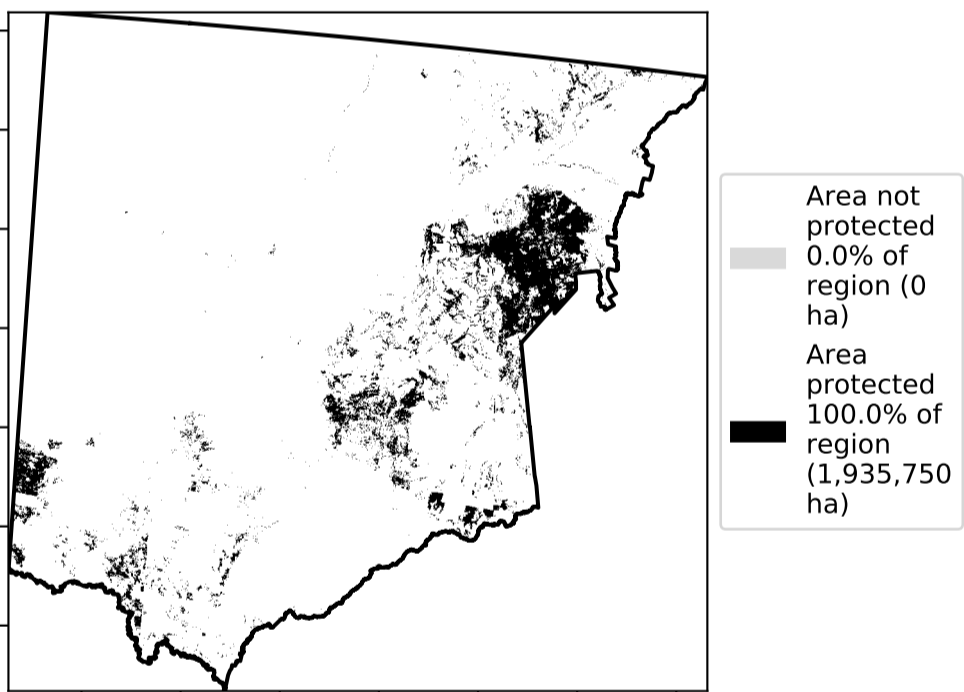 Area not
protected
0.0% of
region (0
ha)
Area
protected
100.0% of
region
(1,935,750
ha)